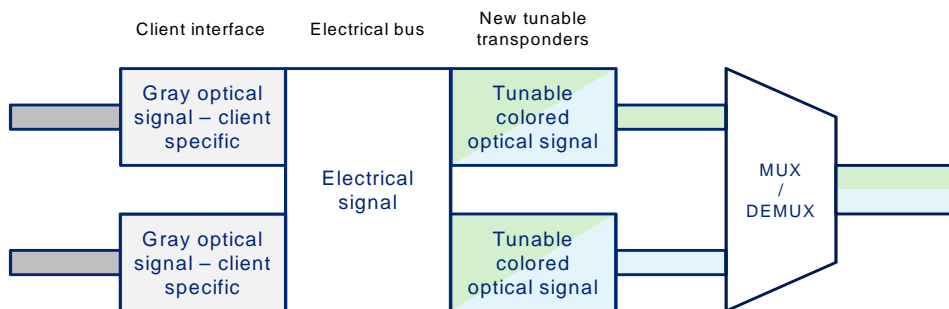 Client interface
Electrical bus
New tunable
transponders
Gray optical
signal – client
specific
Tunable
colored
optical signal
Electrical
signal
MUX
/
DEMUX
Gray optical
signal – client
specific
Tunable
colored
optical signal